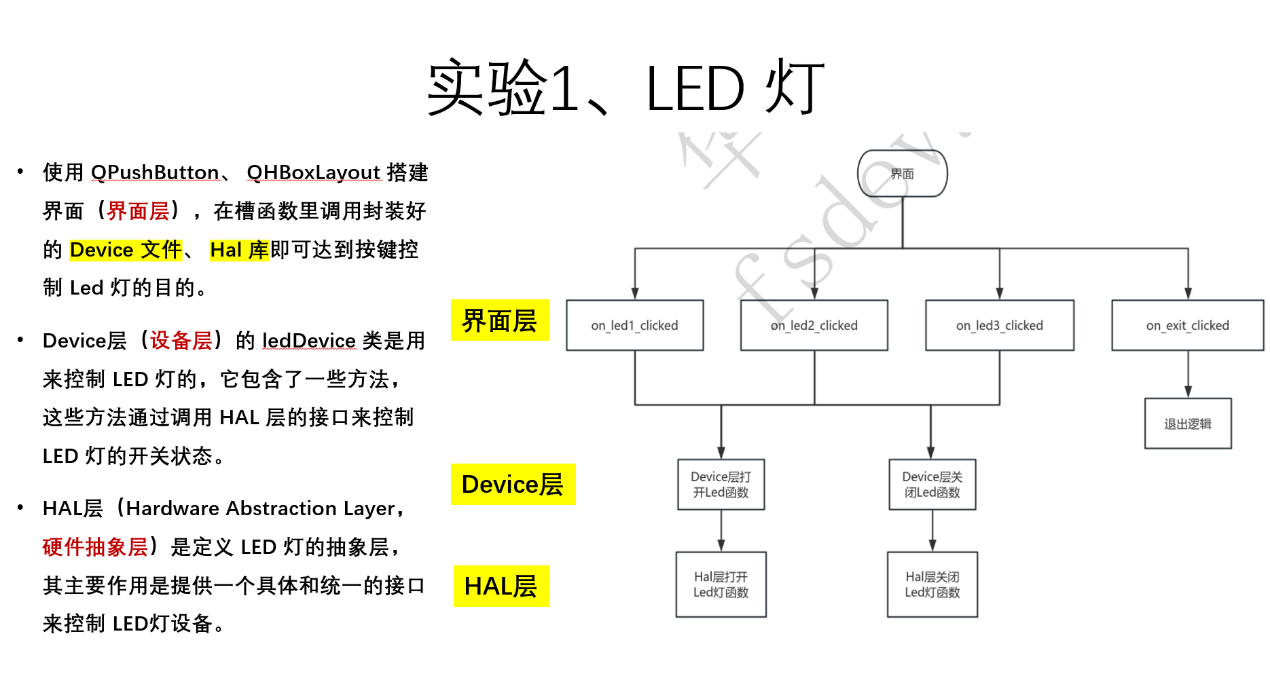 实验1、LED 灯
• 使用 QPushButton、 QHBoxLayout 搭建
界面（界面层），在槽函数里调用封装好
的 Device 文件、 Hal 库即可达到按键控
制 Led 灯的目的。
• Device层（设备层）的 ledDevice 类是用
来控制 LED 灯的，它包含了一些方法，
这些方法通过调用 HAL 层的接口来控制
LED 灯的开关状态。
• HAL层（Hardware Abstraction Layer，
硬件抽象层）是定义 LED 灯的抽象层，
其主要作用是提供一个具体和统一的接口
来控制 LED灯设备。
华
fsdev.
界面
界面层
on_led1_clicked
on_led2_clicked
on_led3_clicked
on_exit_clicked
退出逻辑
Device层
Device层打
开Led函数
Device层关
闭Led函数
HAL层
Hal层打开
Led灯函数
Hal层关闭
Led灯函数